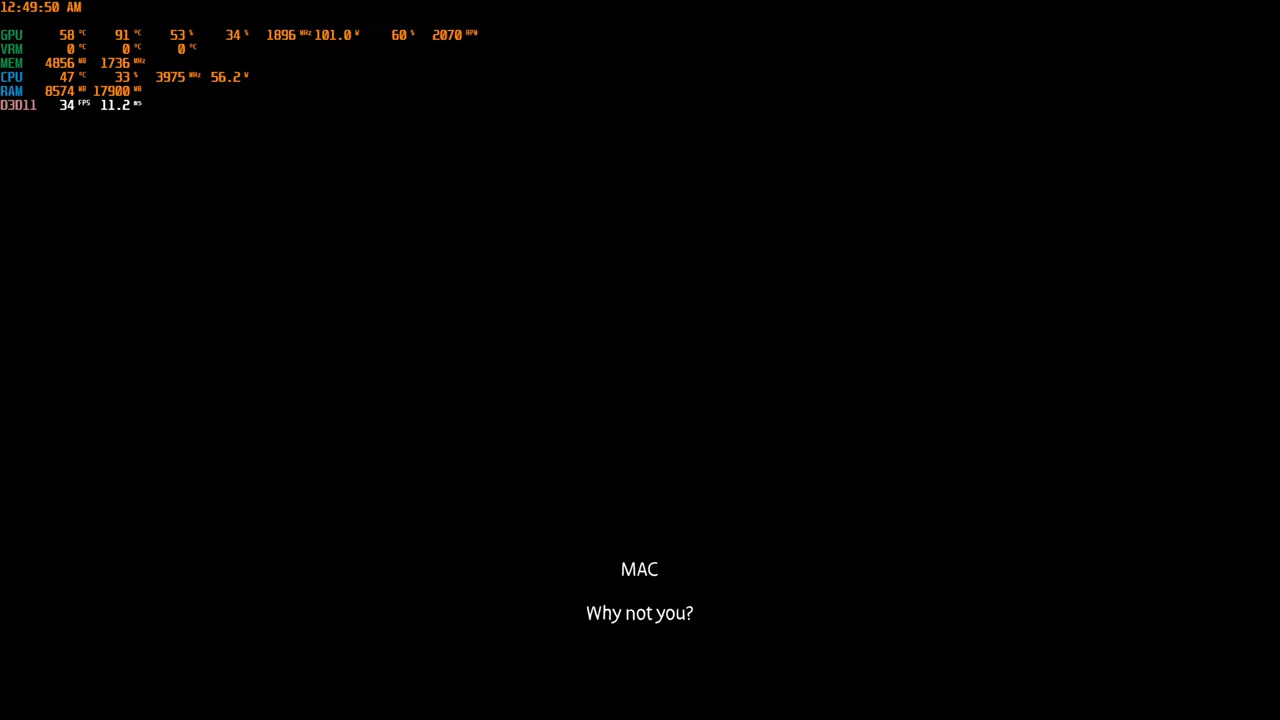 12:49:50 AM
GPU 58 °C 91 °C 53 % 34 % 1896 MHz 101.0 W 60 % 2070 RPM
VRM 0 °C 0 °C 0 °C
MEM 4856 MB 1736 MHz
CPU 47 °C 33 % 3975 MHz 56.2 W
RAM 8574 MB 17900 MB
D3D11 34 FPS 11.2 ms
MAC
Why not you?